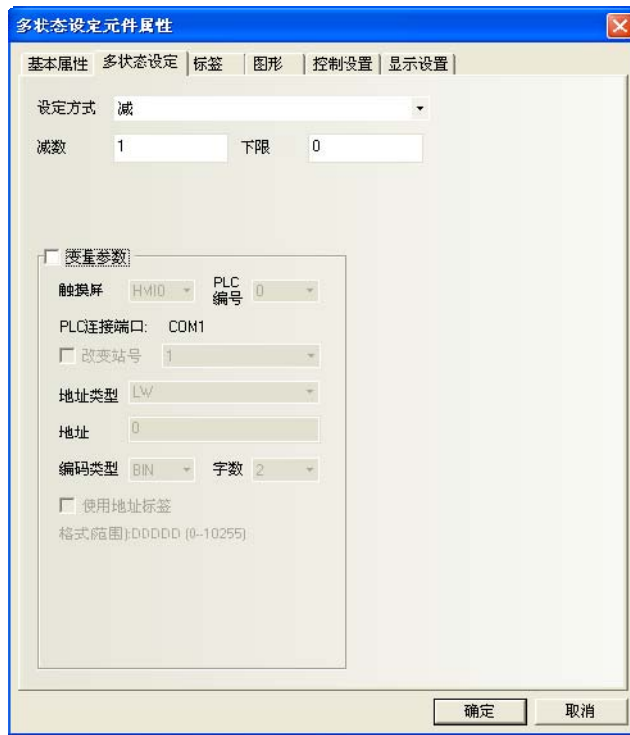 多状态设定元件属性
基本属性 多状态设定 标签 图形 控制设置 显示设置
设定方式 减
减数 1 下限 0
变量参数
触摸屏 HMI0 PLC编号 0
PLC连接端口: COM1
改变站号 1
地址类型 LW
地址 0
编码类型 BIN 字数 2
使用地址标签
格式(范围):DDDDD (0--10255)
确定 取消